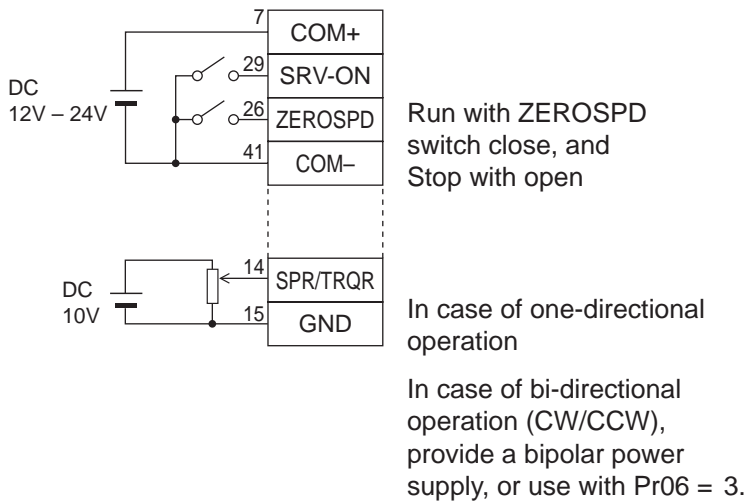 7
COM+
29
SRV-ON
DC
12V – 24V
26
ZEROSPD
41
COM–
Run with ZEROSPD
switch close, and
Stop with open
14
SPR/TRQR
DC
10V
15
GND
In case of one-directional
operation
In case of bi-directional
operation (CW/CCW),
provide a bipolar power
supply, or use with Pr06 = 3.